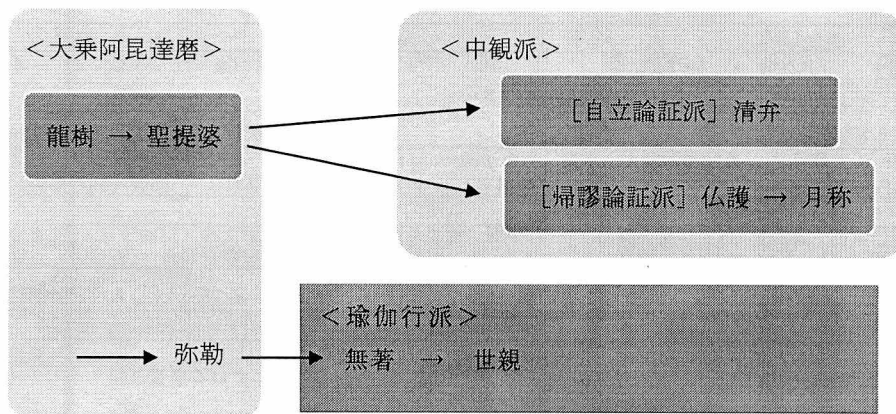 ＜大乗阿毘達磨＞
龍樹 → 聖提婆
＜中観派＞
［自立論証派］清弁
［帰謬論証派］仏護 → 月称
＜瑜伽行派＞
弥勒
無著 → 世親